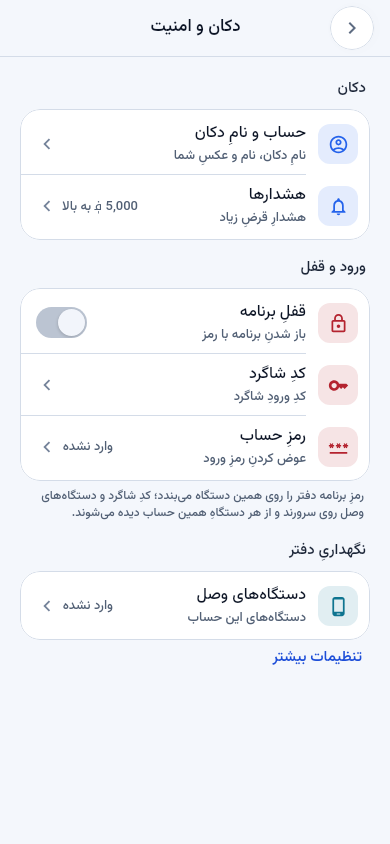 دکان و امنیت
دکان
حساب و نامِ دکان
نامِ دکان، نام و عکسِ شما
هشدارها
هشدارِ قرضِ زیاد
5,000 ؋ به بالا
ورود و قفل
قفلِ برنامه
باز شدنِ برنامه با رمز
کدِ شاگرد
کدِ ورودِ شاگرد
رمزِ حساب
عوض کردنِ رمزِ ورود
وارد نشده
رمزِ برنامه دفتر را روی همین دستگاه می‌بندد؛ کدِ شاگرد و دستگاه‌های
وصل روی سرورند و از هر دستگاهِ همین حساب دیده می‌شوند.
نگهداریِ دفتر
دستگاه‌های وصل
دستگاه‌های این حساب
وارد نشده
تنظیمات بیشتر